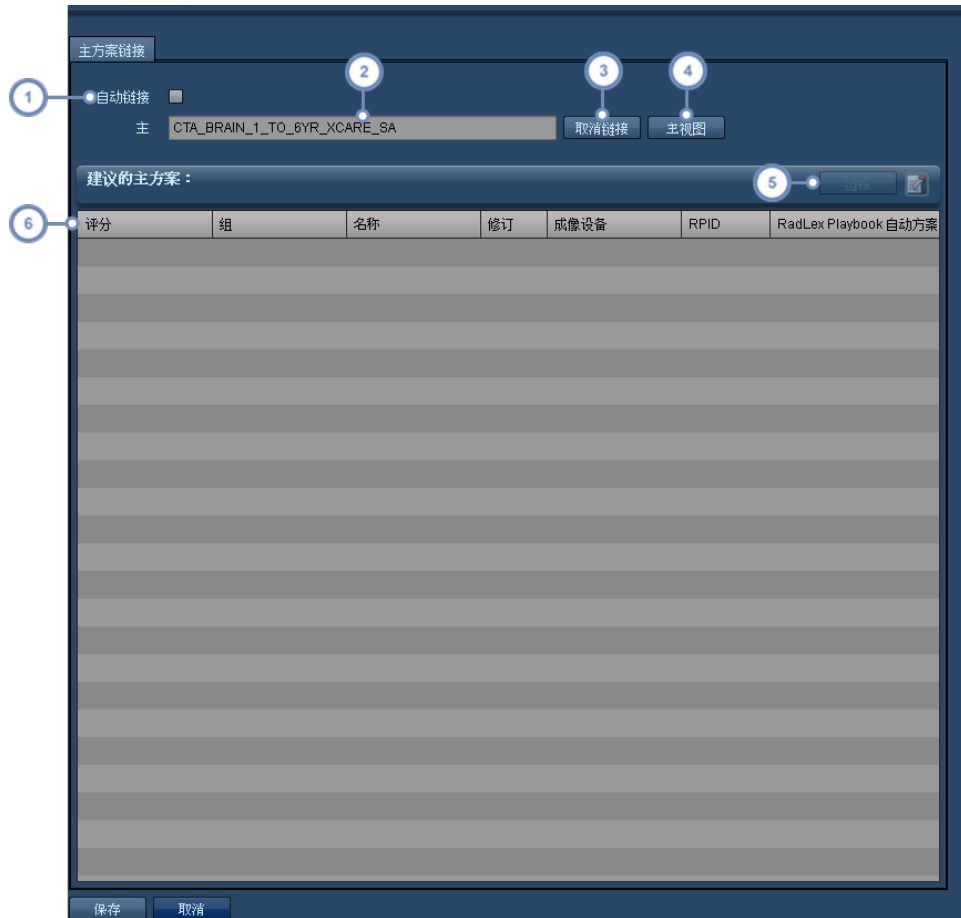 主方案链接
2 3 4
1 自动链接
主 CTA_BRAIN_1_TO_6YR_XCARE_SA 取消链接 主视图
建议的主方案： 5 链接
6 评分 组 名称 修订 成像设备 RPID RadLex Playbook 自动方案
保存 取消